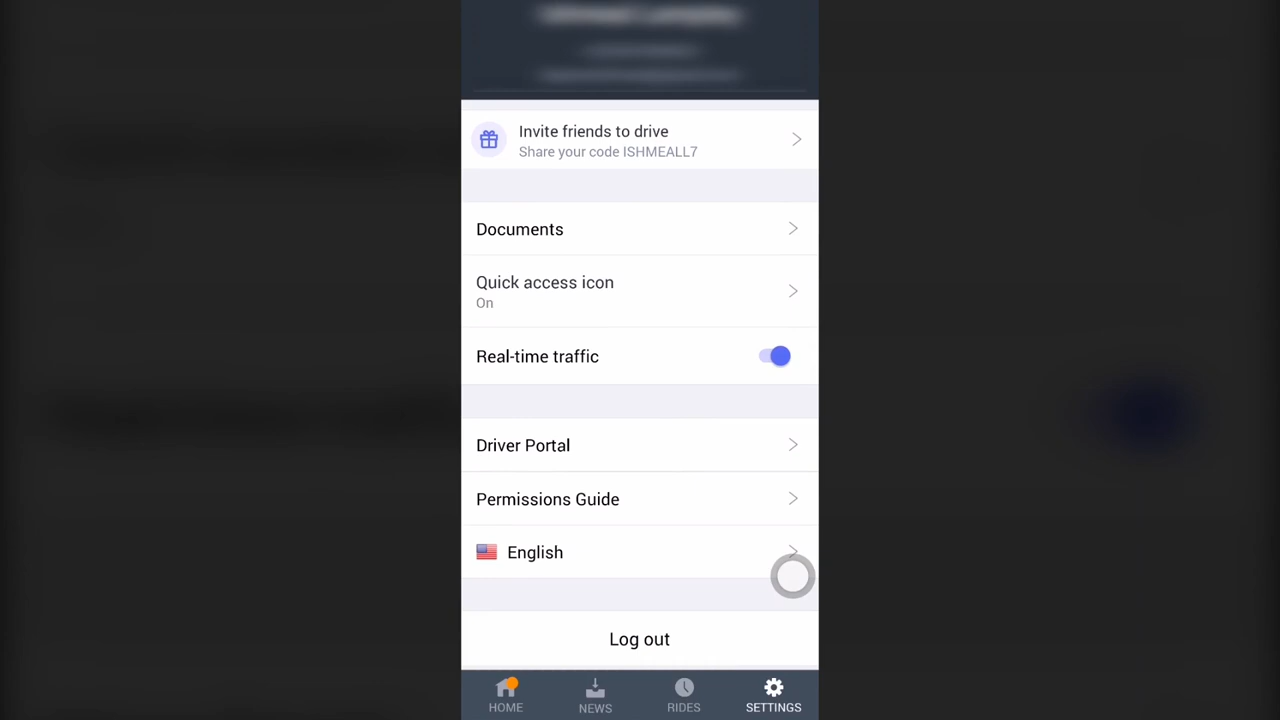 Invite friends to drive
Share your code ISHMEALL7
Documents
Quick access icon
On
Real-time traffic
Driver Portal
Permissions Guide
English
Log out
HOME
NEWS
RIDES
SETTINGS